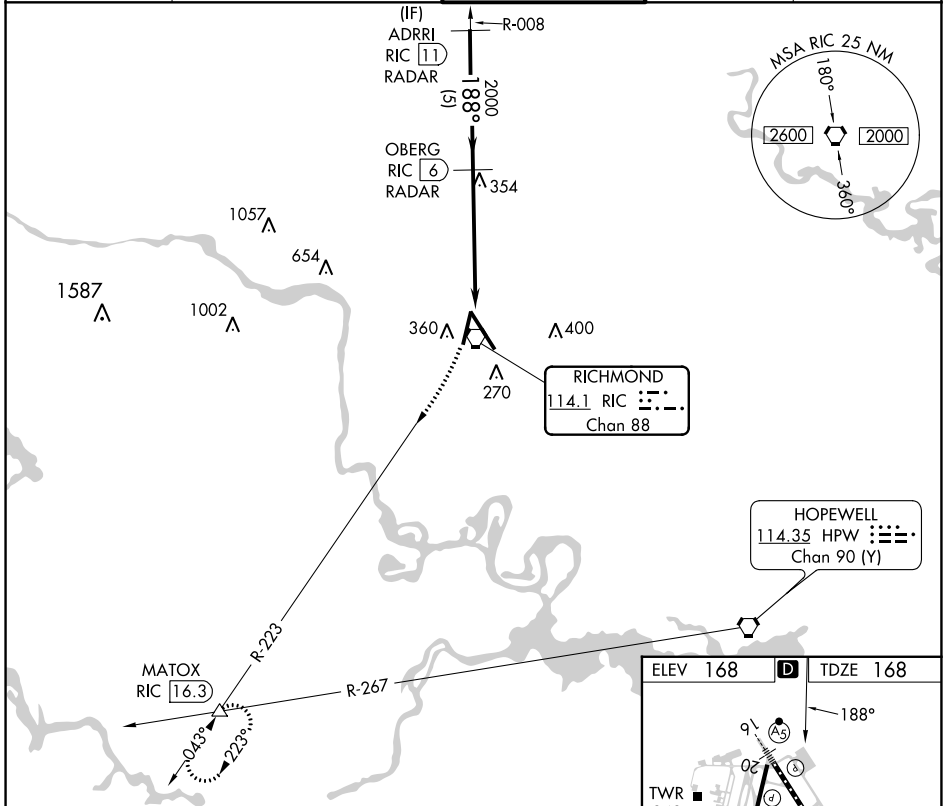 (IF)
ADRRI
RIC 11
RADAR
R-008
2000
188°
(5)
OBERG
RIC 6
RADAR
354
MSA RIC 25 NM
180°
2600
2000
360°
1057
654
1587
1002
360
400
270
RICHMOND
114.1 RIC
Chan 88
HOPEWELL
114.35 HPW
Chan 90 (Y)
R-223
R-267
MATOX
RIC 16.3
043°
223°
ELEV 168 D TDZE 168
188°
16
A5
20
P
P
TWR